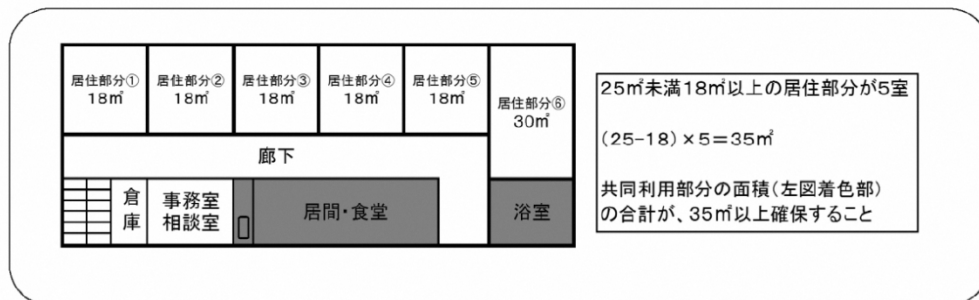 居住部分①
18㎡
居住部分②
18㎡
居住部分③
18㎡
居住部分④
18㎡
居住部分⑤
18㎡
居住部分⑥
30㎡
廊下
倉
庫
事務室
相談室
居間・食堂
浴室
25㎡未満18㎡以上の居住部分が5室
(25-18)×5=35㎡
共同利用部分の面積(左図着色部)
の合計が、35㎡以上確保すること